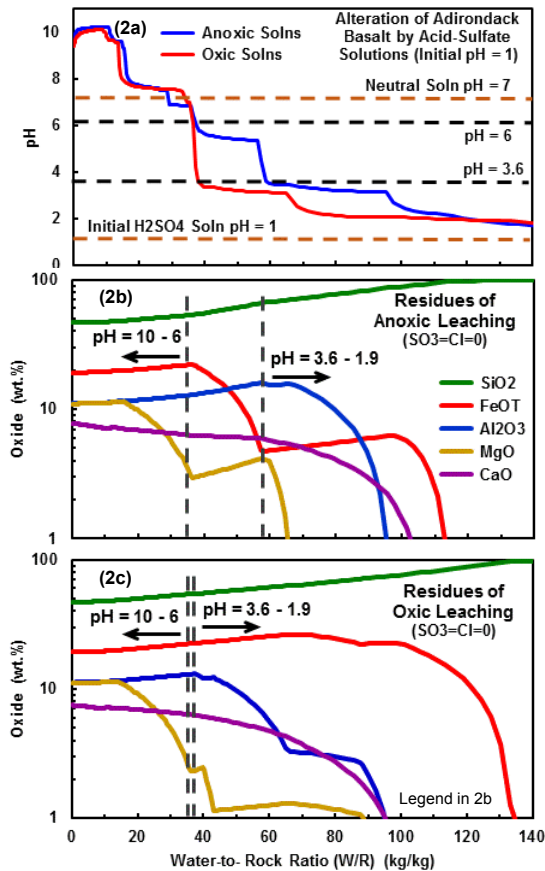 (2a)
Anoxic Solns
Oxic Solns
Alteration of Adirondack
Basalt by Acid-Sulfate
Solutions (Initial pH = 1)
Neutral Soln pH = 7
pH = 6
pH = 3.6
Initial H2SO4 Soln pH = 1
pH
10
8
6
4
2
0
(2b)
Residues of
Anoxic Leaching
(SO3=Cl=0)
pH = 10 - 6
pH = 3.6 - 1.9
SiO2
FeOT
Al2O3
MgO
CaO
Oxide (wt.%)
100
10
1
(2c)
Residues of
Oxic Leaching
(SO3=Cl=0)
pH = 10 - 6
pH = 3.6 - 1.9
Legend in 2b
Oxide (wt.%)
100
10
1
0 20 40 60 80 100 120 140
Water-to- Rock Ratio (W/R) (kg/kg)